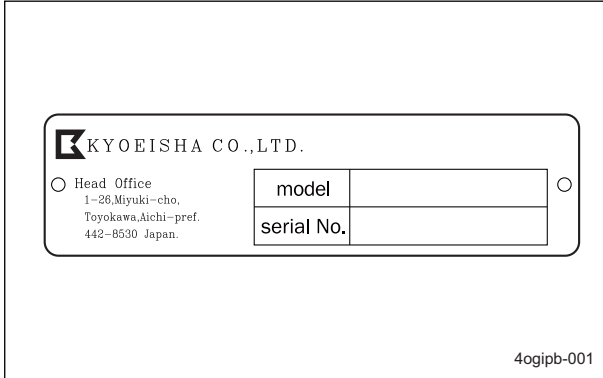 KYOEISHA CO.,LTD.
Head Office
1-26,Miyuki-cho,
Toyokawa,Aichi-pref.
442-8530 Japan.
model
serial No.
4ogipb-001